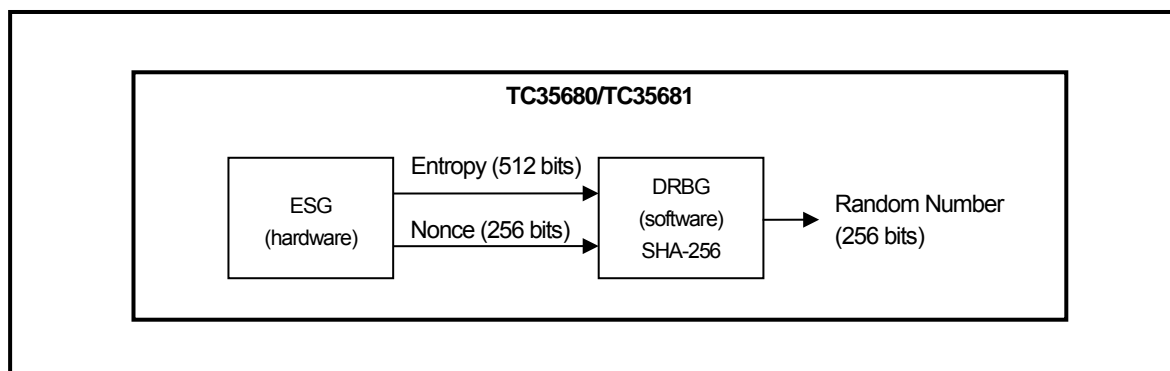 TC35680/TC35681
Entropy (512 bits)
ESG
(hardware)
Nonce (256 bits)
DRBG
(software)
SHA-256
Random Number
(256 bits)